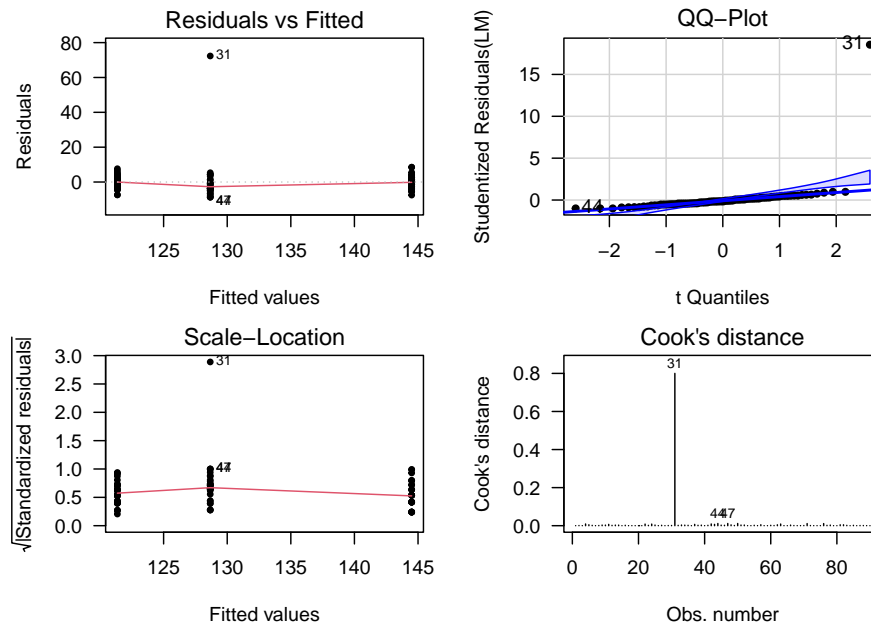 Residuals vs Fitted
Residuals
80
60
40
20
0
31
44
47
125 130 135 140 145
Fitted values
QQ−Plot
Studentized Residuals(LM)
15
10
5
0
31
44
−2 −1 0 1 2
t Quantiles
Scale−Location
√|Standardized residuals|
3.0
2.5
2.0
1.5
1.0
0.5
0.0
31
44
47
125 130 135 140 145
Fitted values
Cook's distance
Cook's distance
0.8
0.6
0.4
0.2
0.0
31
44
47
0 20 40 60 80
Obs. number